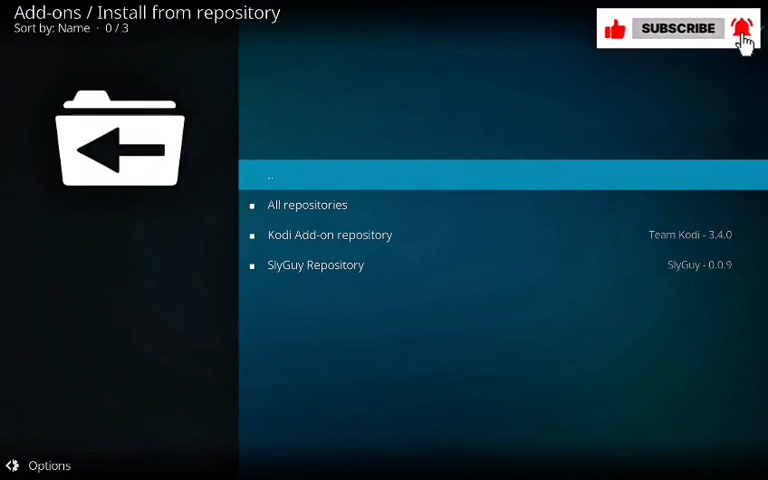 Add-ons / Install from repository
Sort by: Name · 0 / 3
SUBSCRIBE
..
All repositories
Kodi Add-on repository Team Kodi - 3.4.0
SlyGuy Repository SlyGuy - 0.0.9
Options